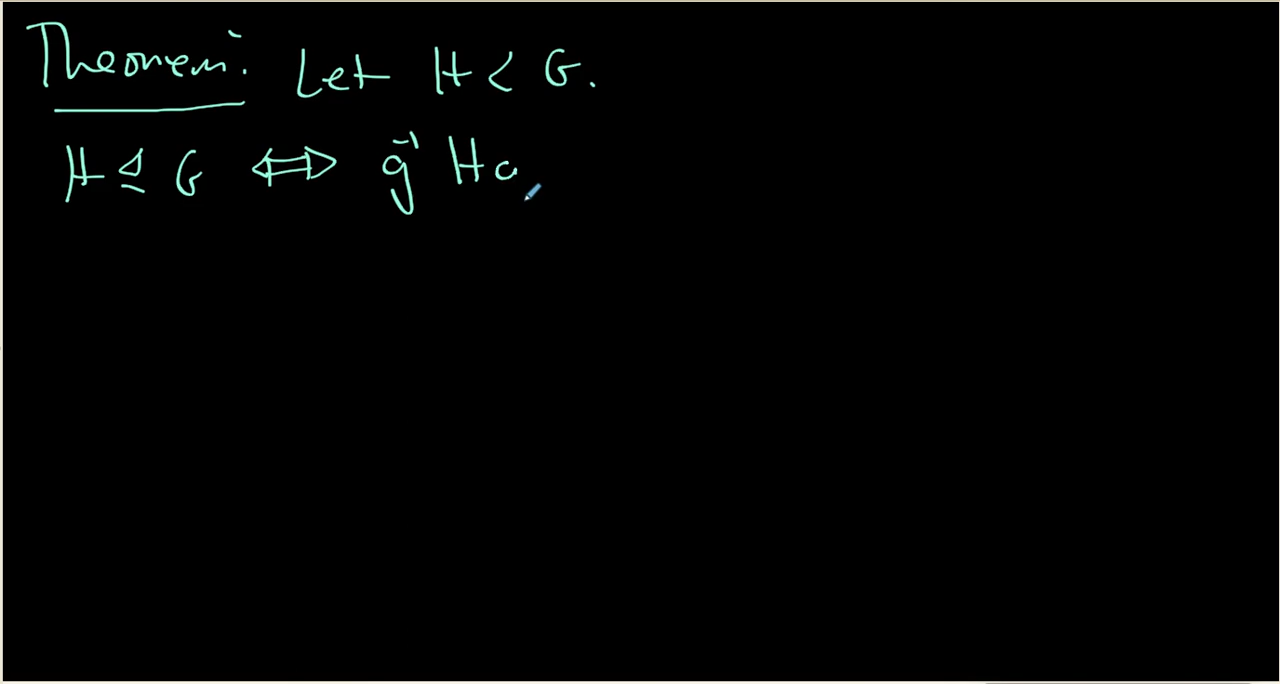 Theorem: Let H < G.
H ⊴ G ⇔ g⁻¹ H